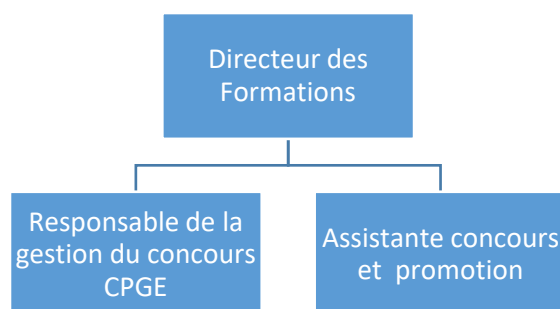 Directeur des
Formations
Responsable de la
gestion du concours
CPGE
Assistante concours
et promotion